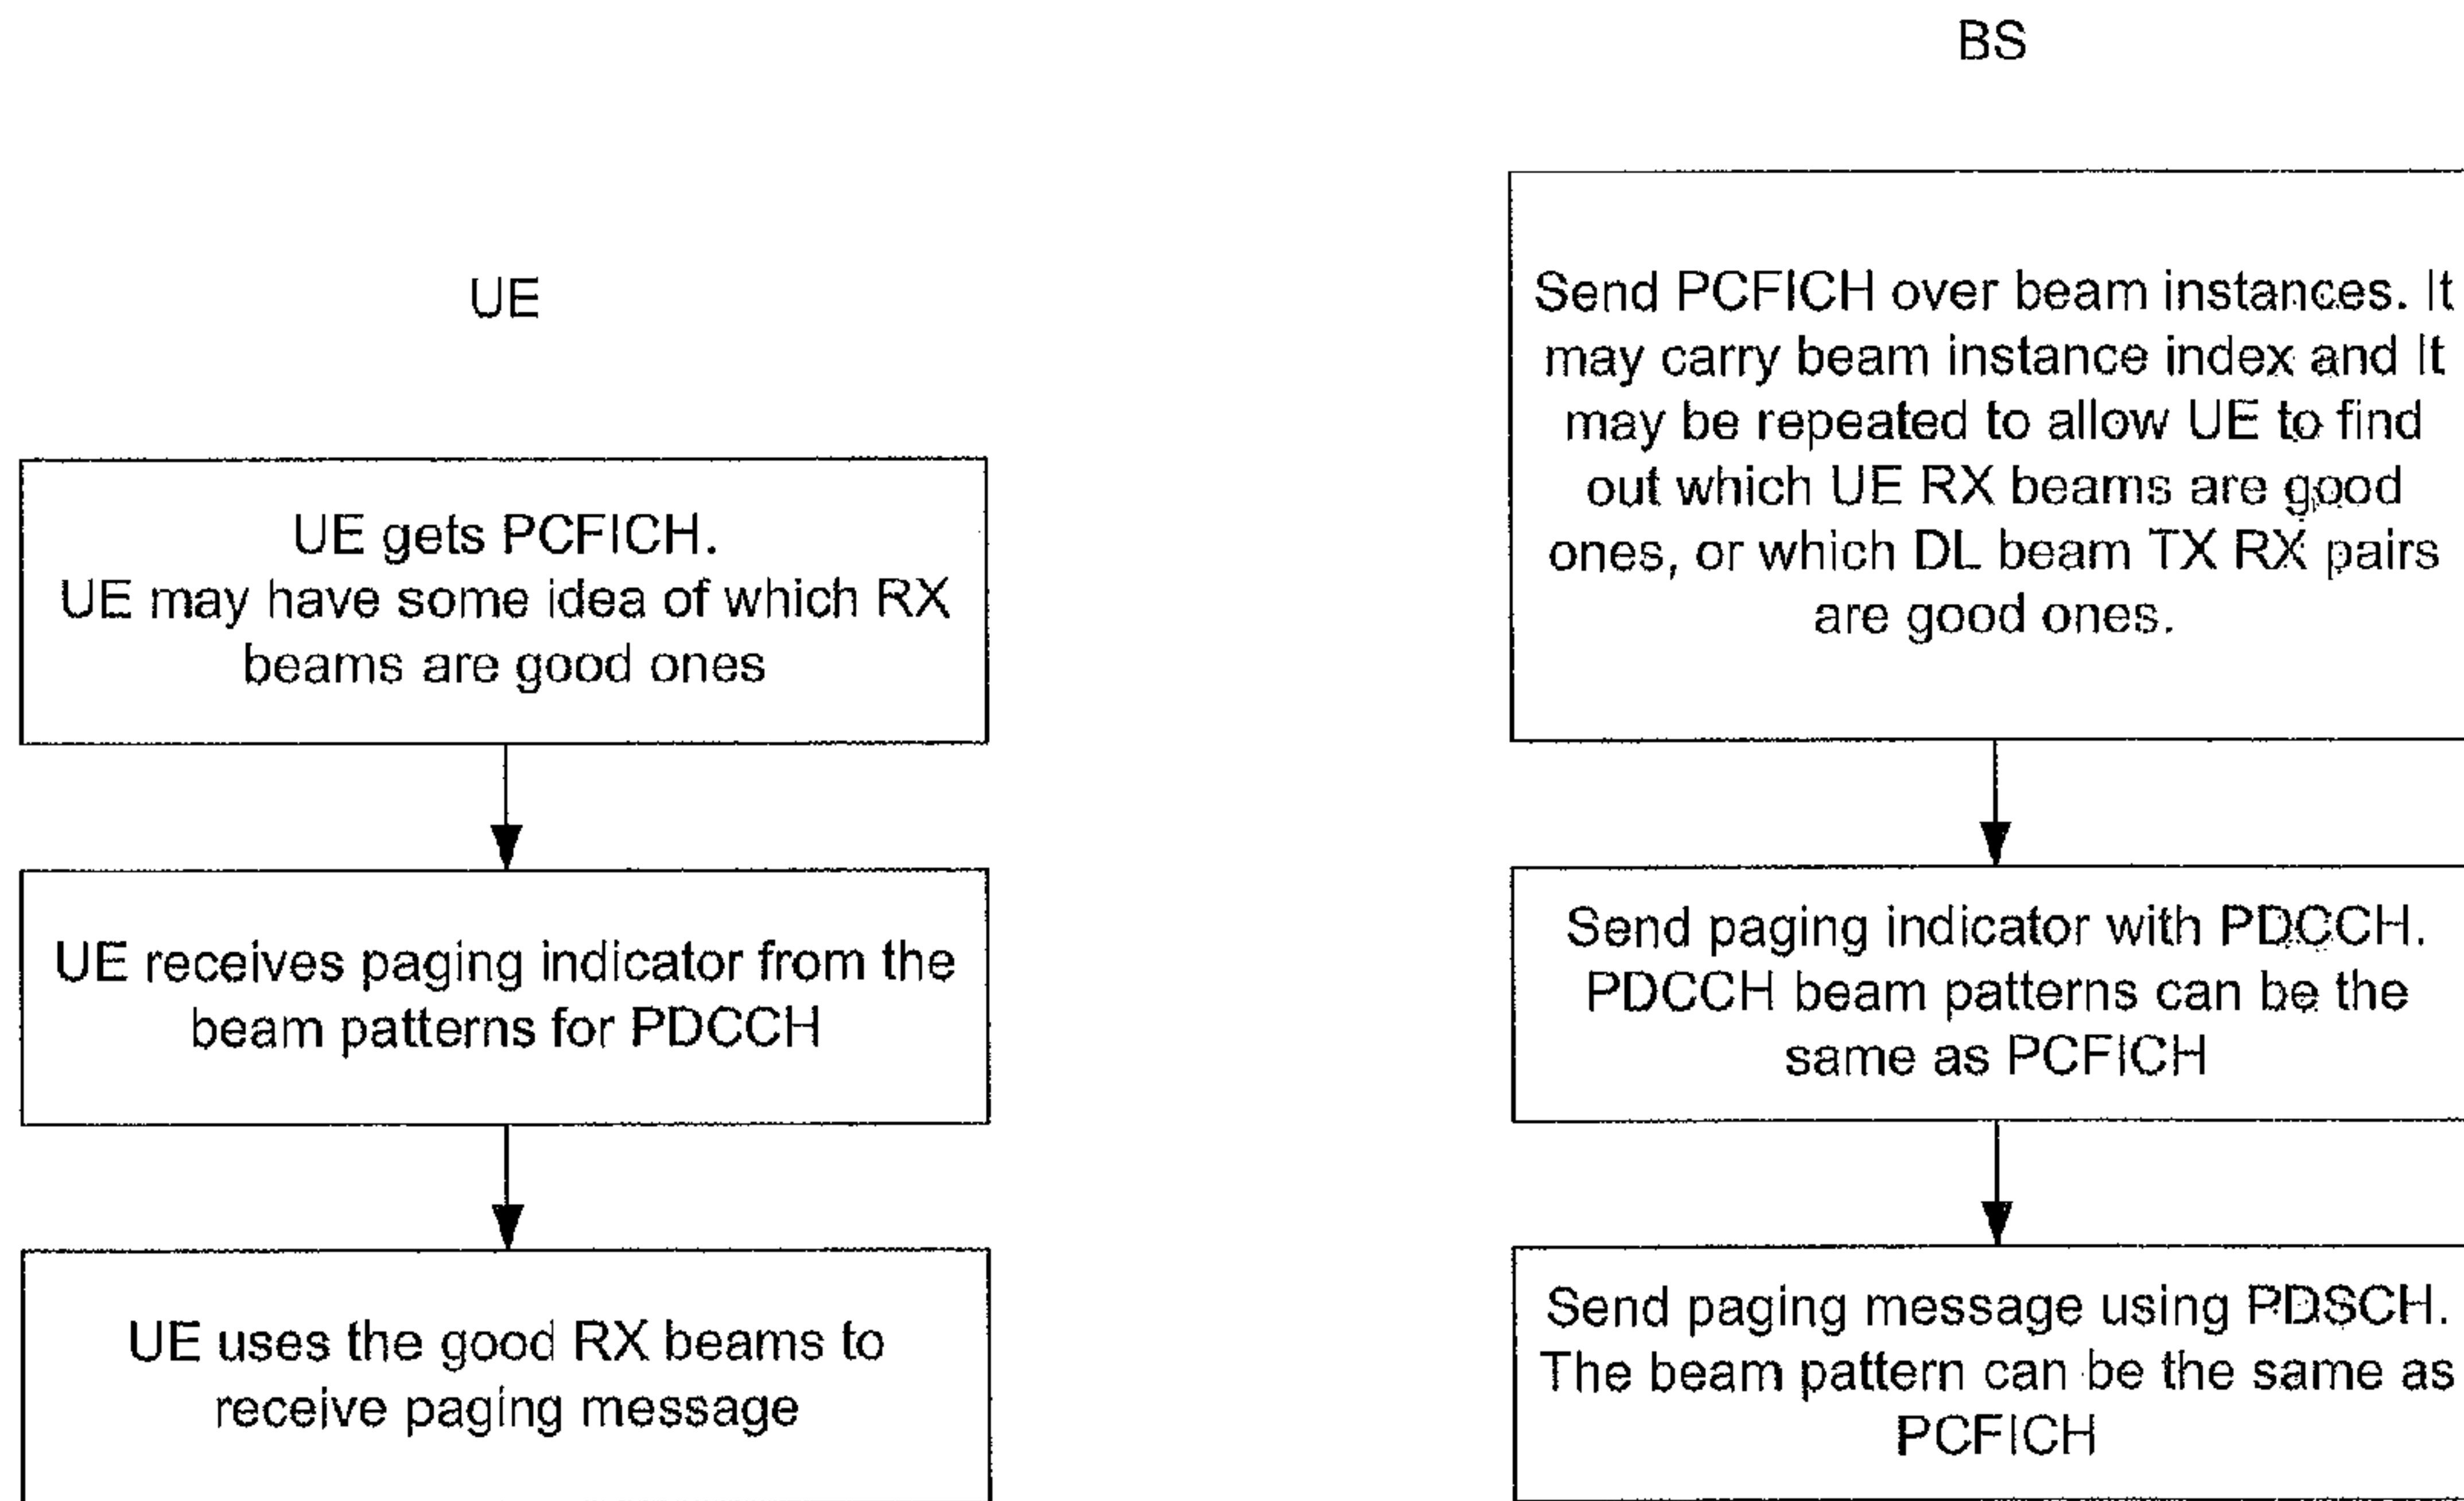 UE
UE gets PCFICH.
UE may have some idea of which RX
beams are good ones
UE receives paging indicator from the
beam patterns for PDCCH
UE uses the good RX beams to
receive paging message
BS
Send PCFICH over beam instances. It
may carry beam instance index and It
may be repeated to allow UE to find
out which UE RX beams are good
ones, or which DL beam TX RX pairs
are good ones.
Send paging indicator with PDCCH.
PDCCH beam patterns can be the
same as PCFICH
Send paging message using PDSCH.
The beam pattern can be the same as
PCFICH